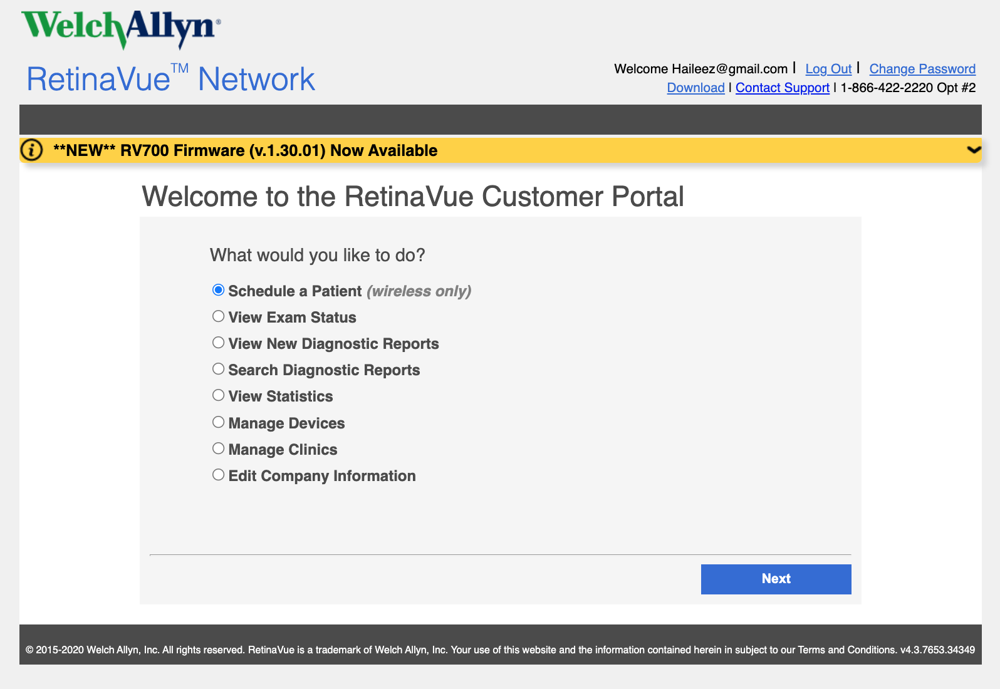 WelchAllyn®
RetinaVue™ Network
Welcome Haileez@gmail.com | Log Out | Change Password
Download | Contact Support | 1-866-422-2220 Opt #2
**NEW** RV700 Firmware (v.1.30.01) Now Available
Welcome to the RetinaVue Customer Portal
What would you like to do?
Schedule a Patient (wireless only)
View Exam Status
View New Diagnostic Reports
Search Diagnostic Reports
View Statistics
Manage Devices
Manage Clinics
Edit Company Information
Next
© 2015-2020 Welch Allyn, Inc. All rights reserved. RetinaVue is a trademark of Welch Allyn, Inc. Your use of this website and the information contained herein in subject to our Terms and Conditions. v4.3.7653.34349